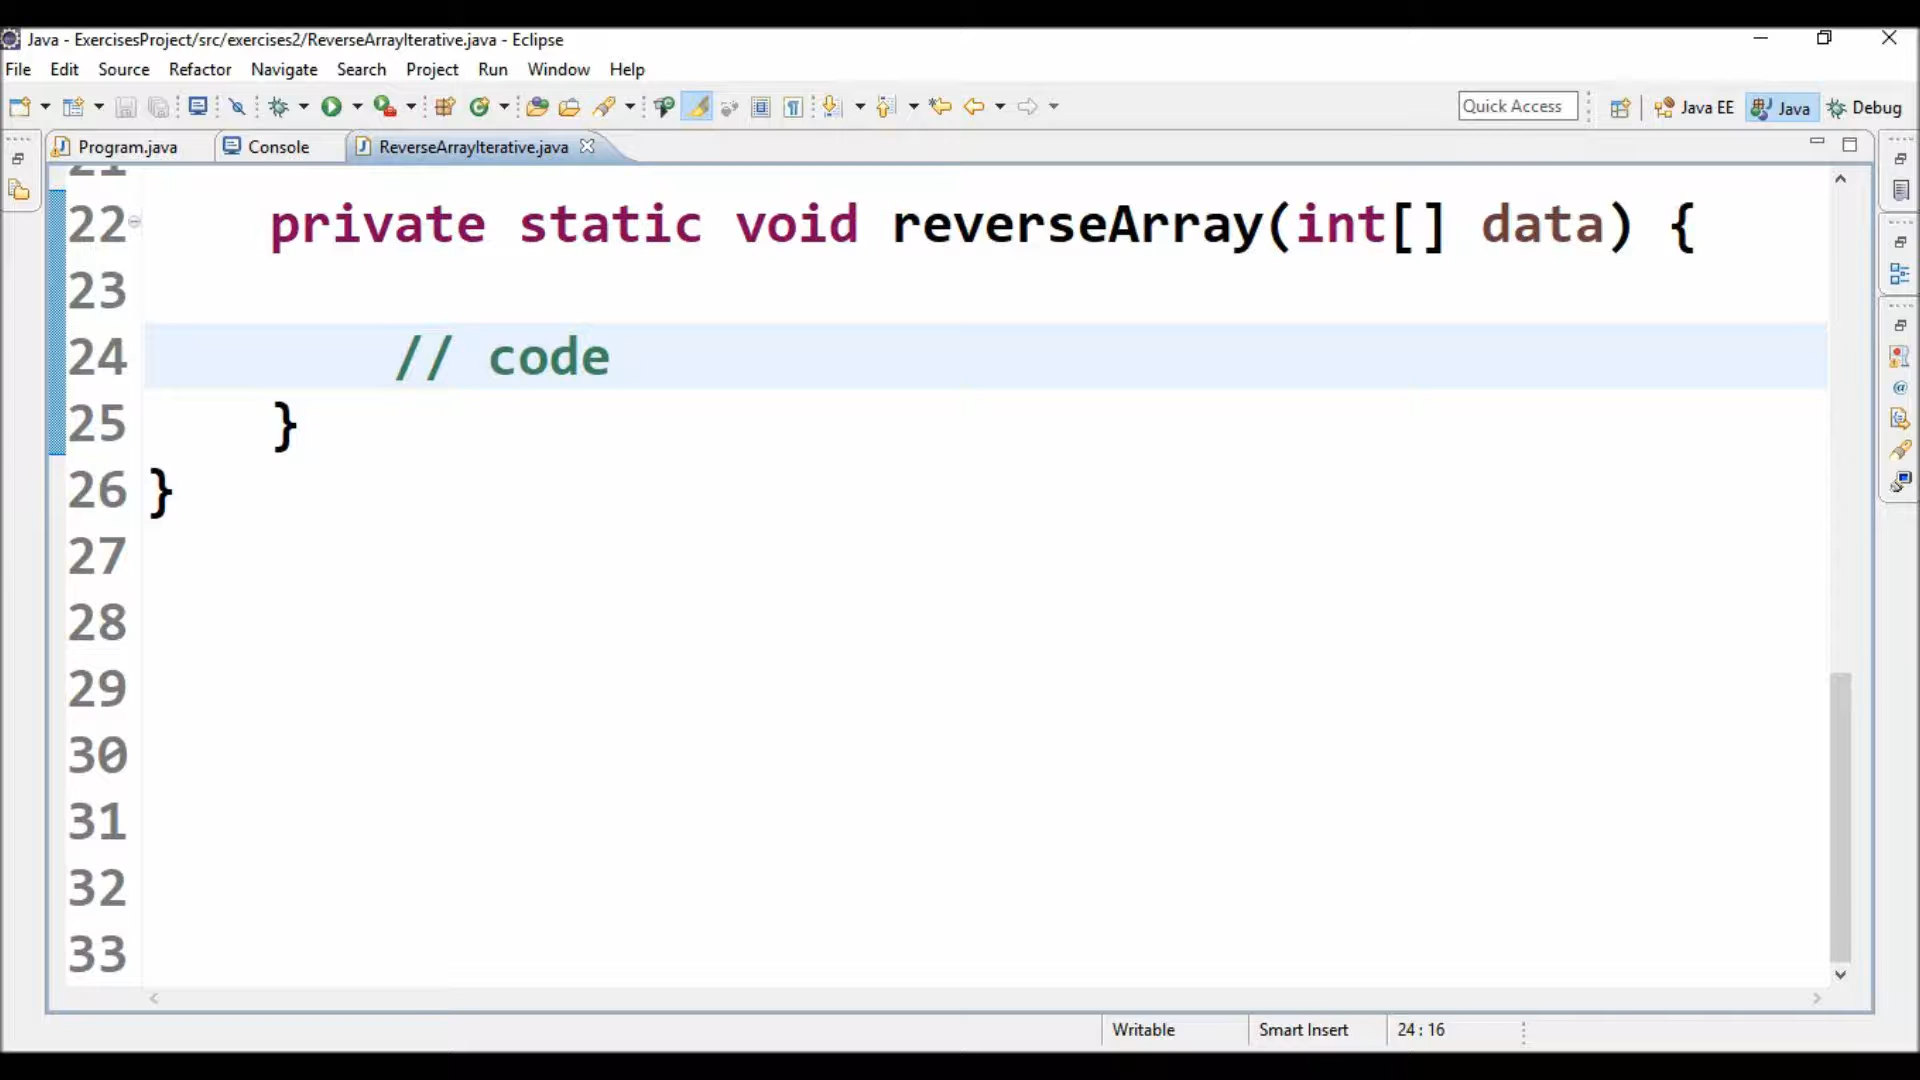 Java - ExercisesProject/src/exercises2/ReverseArrayIterative.java - Eclipse
File Edit Source Refactor Navigate Search Project Run Window Help
Quick Access Java EE Java Debug
Program.java Console ReverseArrayIterative.java
21
22 private static void reverseArray(int[] data) {
23
24 // code
25 }
26 }
27
28
29
30
31
32
33
Writable Smart Insert 24 : 16